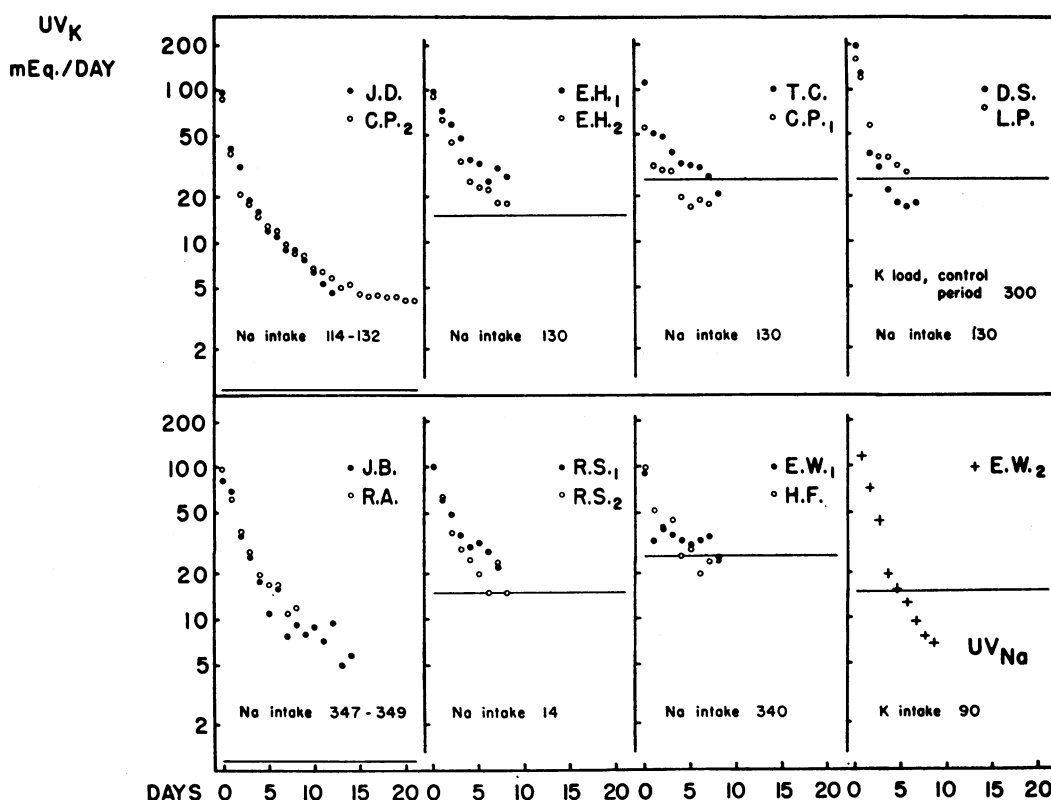 UVK
mEq./DAY
200
100
50
20
10
5
2
J.D.
C.P.2
Na intake 114-132
E.H.1
E.H.2
Na intake 130
T.C.
C.P.1
Na intake 130
D.S.
L.P.
K load, control
period 300
Na intake 130
200
100
50
20
10
5
2
J.B.
R.A.
Na intake 347-349
R.S.1
R.S.2
Na intake 14
E.W.1
H.F.
Na intake 340
E.W.2
UVNa
K intake 90
DAYS 0 5 10 15 20 0 5 10 15 20 0 5 10 15 20 0 5 10 15 20